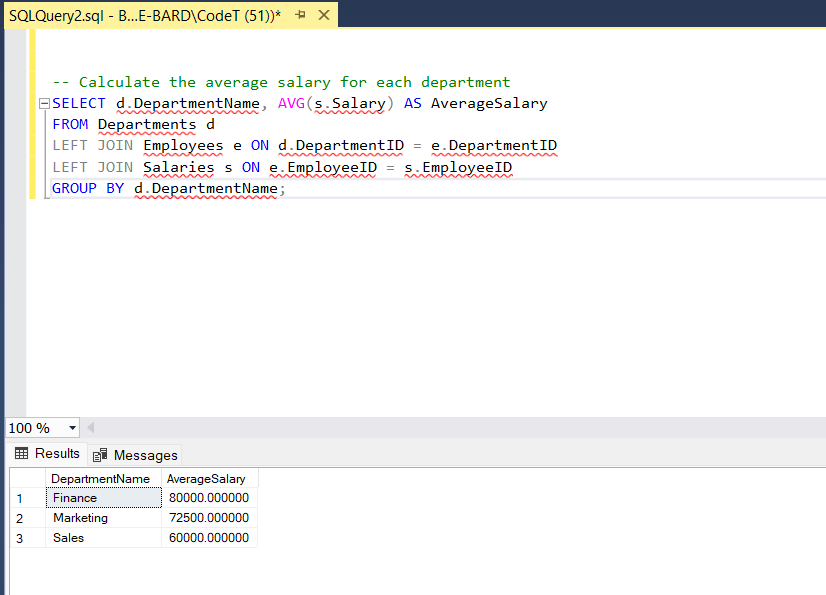 SQLQuery2.sql - B...E-BARD\CodeT (51))*
-- Calculate the average salary for each department
SELECT d.DepartmentName, AVG(s.Salary) AS AverageSalary
FROM Departments d
LEFT JOIN Employees e ON d.DepartmentID = e.DepartmentID
LEFT JOIN Salaries s ON e.EmployeeID = s.EmployeeID
GROUP BY d.DepartmentName;
100 %
Results Messages
DepartmentName AverageSalary
1 Finance 80000.000000
2 Marketing 72500.000000
3 Sales 60000.000000